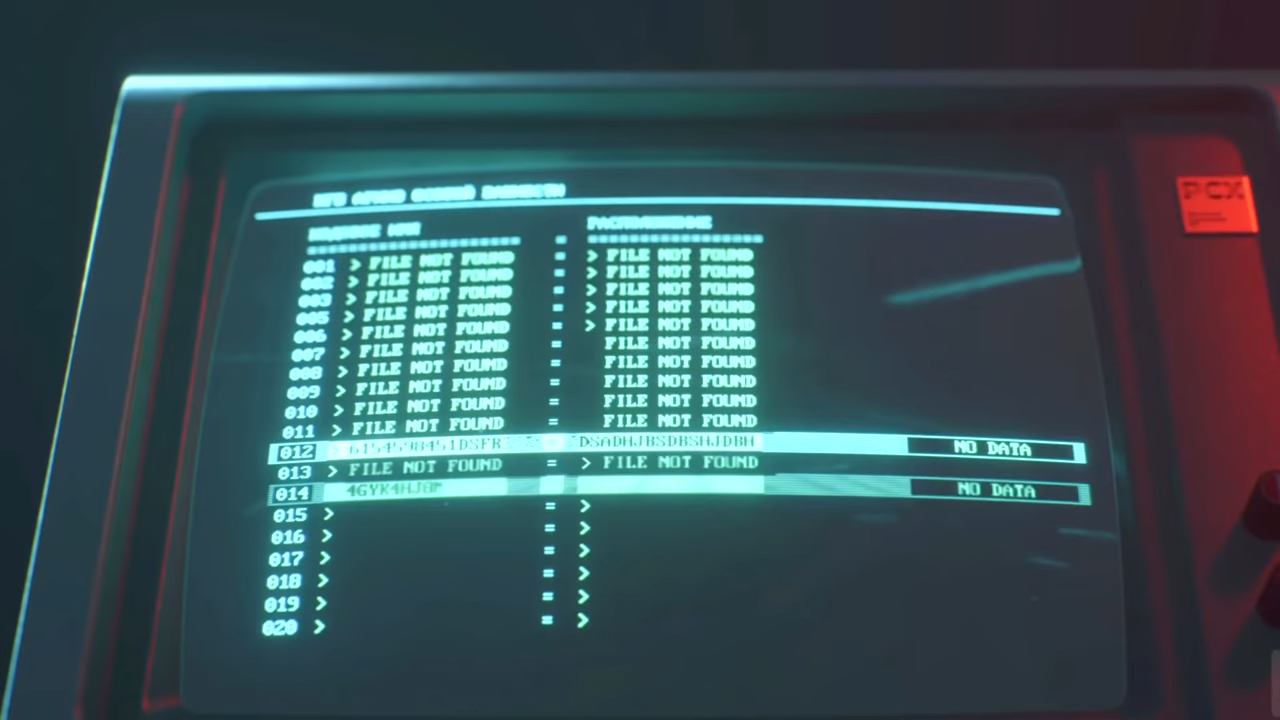 РАСПОЛОЖЕНИЕ
001 > FILE NOT FOUND = > FILE NOT FOUND
002 > FILE NOT FOUND = > FILE NOT FOUND
003 > FILE NOT FOUND = > FILE NOT FOUND
005 > FILE NOT FOUND = > FILE NOT FOUND
006 > FILE NOT FOUND = > FILE NOT FOUND
007 > FILE NOT FOUND = FILE NOT FOUND
008 > FILE NOT FOUND = FILE NOT FOUND
009 > FILE NOT FOUND = FILE NOT FOUND
010 > FILE NOT FOUND = FILE NOT FOUND
011 > FILE NOT FOUND = FILE NOT FOUND
012 > 6154598451DSFR = DSADHJBSDBSHJDBH NO DATA
013 > FILE NOT FOUND = > FILE NOT FOUND
014 NO DATA
015 > = >
016 > = >
017 > = >
018 > = >
019 > = >
020 > = >